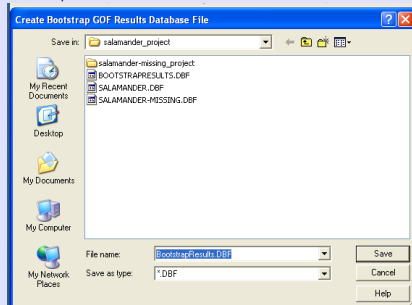 Create Bootstrap GOF Results Database File
Save in:
salamander_project
salamander-missing_project
BOOTSTRAPRESULTS.DBF
SALAMANDER.DBF
SALAMANDER-MISSING.DBF
My Recent
Documents
Desktop
My Documents
My Computer
My Network
Places
File name:
BootstrapResults.DBF
Save
Save as type:
*.DBF
Cancel
Help